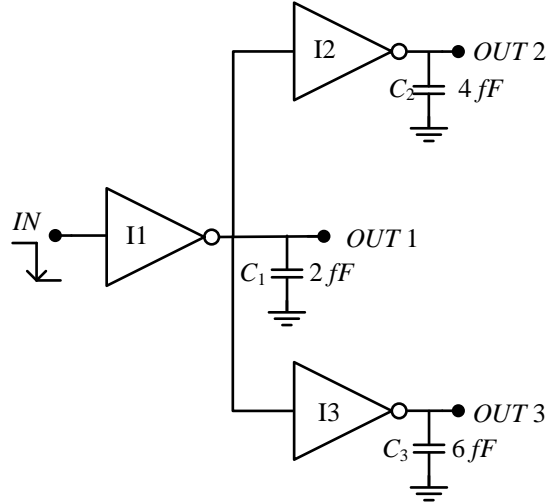 I2
OUT 2
C2 4 fF
IN
I1
OUT 1
C1 2 fF
I3
OUT 3
C3 6 fF